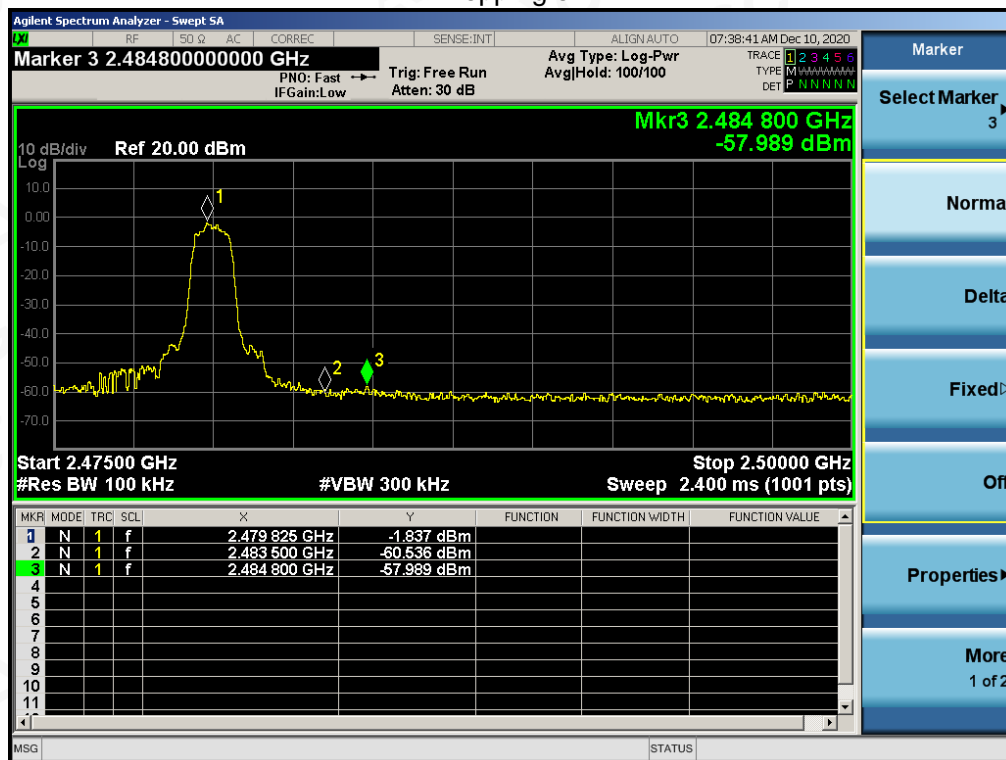 Agilent Spectrum Analyzer - Swept SA
LXI RF 50 Ω AC CORREC SENSE:INT ALIGN AUTO 07:38:41 AM Dec 10, 2020
Marker 3 2.484800000000 GHz
PNO: Fast
IFGain:Low
Trig: Free Run
Atten: 30 dB
Avg Type: Log-Pwr
Avg|Hold: 100/100
TRACE 1 2 3 4 5 6
TYPE M WWWWW
DET P N N N N N
Mkr3 2.484 800 GHz
-57.989 dBm
10 dB/div Ref 20.00 dBm
Log
10.0
0.00
-10.0
-20.0
-30.0
-40.0
-50.0
-60.0
-70.0
1
2
3
Start 2.47500 GHz Stop 2.50000 GHz
#Res BW 100 kHz #VBW 300 kHz Sweep 2.400 ms (1001 pts)
MKR MODE TRC SCL X Y FUNCTION FUNCTION WIDTH FUNCTION VALUE
1 N 1 f 2.479 825 GHz -1.837 dBm
2 N 1 f 2.483 500 GHz -60.536 dBm
3 N 1 f 2.484 800 GHz -57.989 dBm
4
5
6
7
8
9
10
11
MSG STATUS
Marker
Select Marker
3
Norma
Delta
Fixed
Off
Properties
More
1 of 2